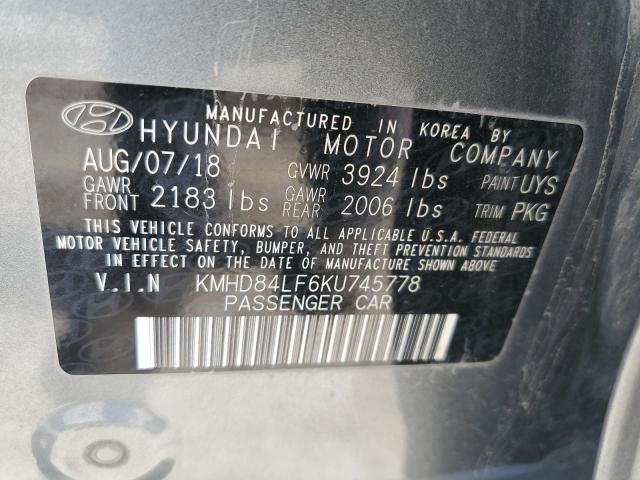 MANUFACTURED IN KOREA BY
HYUNDAI MOTOR COMPANY
AUG/07/18 GVWR 3924 lbs PAINT UYS
GAWR FRONT 2183 lbs GAWR REAR 2006 lbs TRIM PKG
THIS VEHICLE CONFORMS TO ALL APPLICABLE U.S.A. FEDERAL
MOTOR VEHICLE SAFETY, BUMPER, AND THEFT PREVENTION STANDARDS
IN EFFECT ON THE DATE OF MANUFACTURE SHOWN ABOVE
V.I.N KMHD84LF6KU745778
PASSENGER CAR